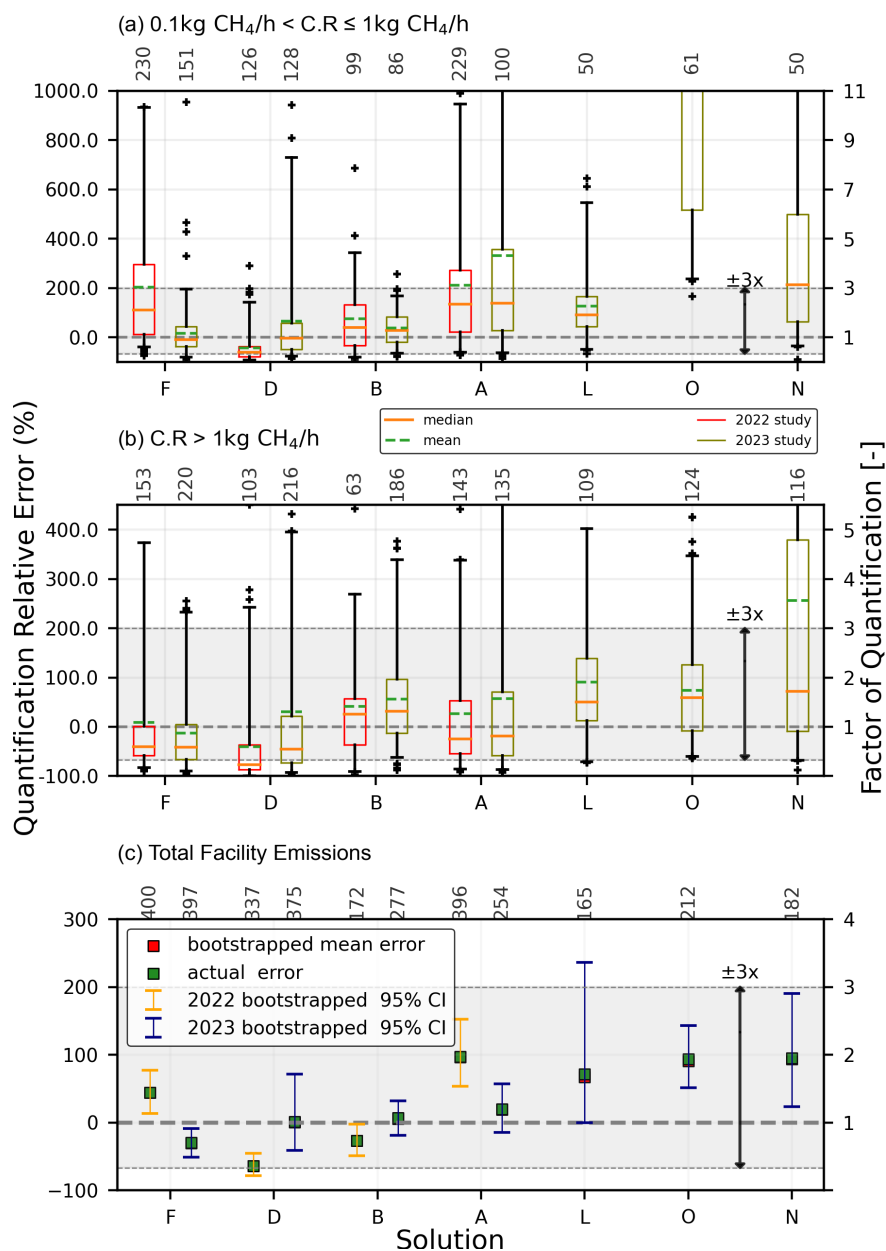 (a) 0.1kg CH₄/h < C.R ≤ 1kg CH₄/h
230 151 126 128 99 86 229 100 50 61 50
1000.0 11
800.0 9
600.0 7
400.0 5
±3x
200.0 3
0.0 1
F D B A L O N
median 2022 study
mean 2023 study
(b) C.R > 1kg CH₄/h
153 220 103 216 63 186 143 135 109 124 116
400.0 5
300.0 4
±3x
200.0 3
100.0 2
0.0 1
-100.0
F D B A L O N
Quantification Relative Error (%)
Factor of Quantification [-]
(c) Total Facility Emissions
400 397 337 375 172 277 396 254 165 212 182
300 4
bootstrapped mean error
actual error
±3x
200 3
2022 bootstrapped 95% CI
2023 bootstrapped 95% CI
100 2
0 1
−100
F D B A L O N
Solution